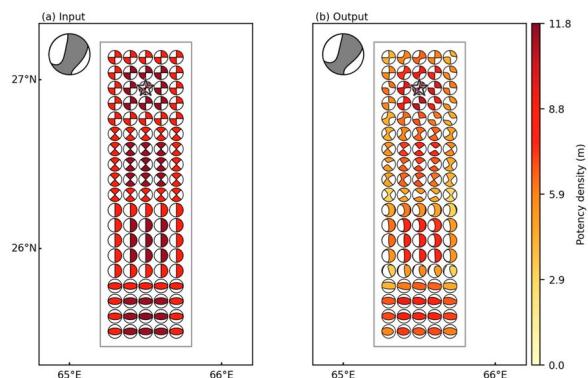 (a) Input
(b) Output
27°N
26°N
65°E
66°E
65°E
66°E
11.8
8.8
5.9
2.9
0.0
Potency density (m)